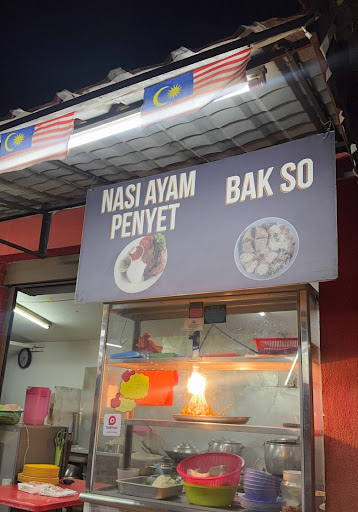 NASI AYAM
PENYET
BAK SO